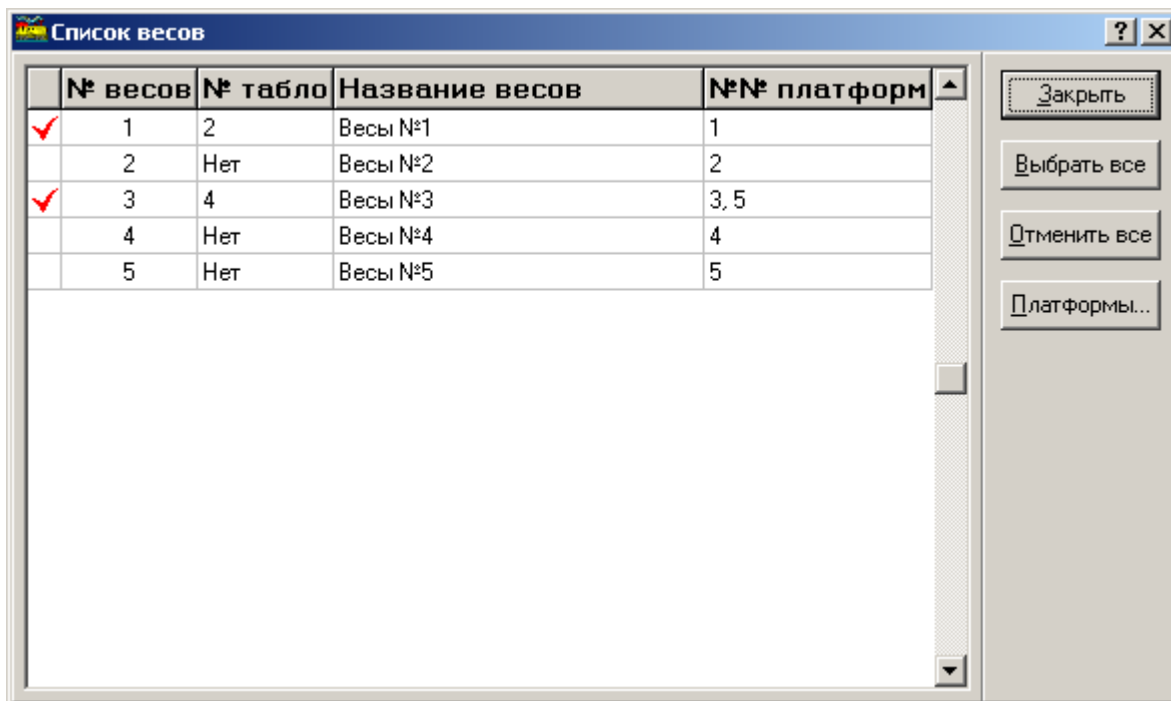 Список весов
№ весов № табло Название весов №№ платформ
1 2 Весы №1 1
2 Нет Весы №2 2
3 4 Весы №3 3, 5
4 Нет Весы №4 4
5 Нет Весы №5 5
Закрыть
Выбрать все
Отменить все
Платформы...